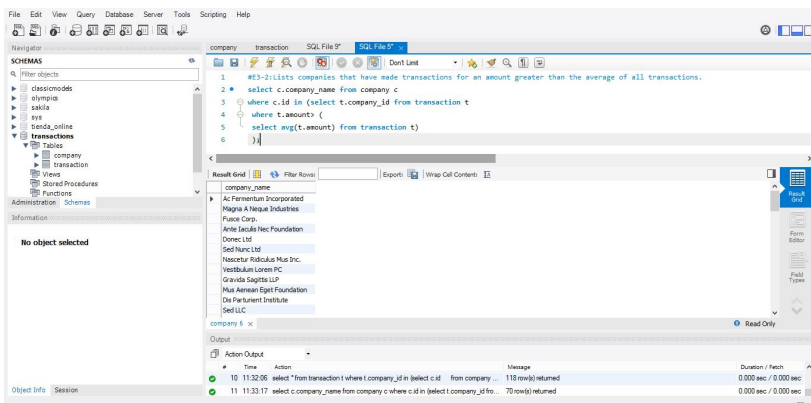 File Edit View Query Database Server Tools Scripting Help
Navigator
SCHEMAS
Filter objects
classicmodels
olympics
sakila
sys
tienda_online
transactions
Tables
company
transaction
Views
Stored Procedures
Functions
Administration Schemas
Information
No object selected
Object Info Session
company transaction SQL File 9* SQL File 5*
Don't Limit
1 #E3-2:Lists companies that have made transactions for an amount greater than the average of all transactions.
2 select c.company_name from company c
3 where c.id in (select t.company_id from transaction t
4 where t.amount> (
5 select avg(t.amount) from transaction t)
6 );
Result Grid Filter Rows: Export: Wrap Cell Content:
company_name
Ac Fermentum Incorporated
Magna A Neque Industries
Fusce Corp.
Ante Iaculis Nec Foundation
Donec Ltd
Sed Nunc Ltd
Nascetur Ridiculus Mus Inc.
Vestibulum Lorem PC
Gravida Sagittis LLP
Mus Aenean Eget Foundation
Dis Parturient Institute
Sed LLC
Result Grid
Form Editor
Field Types
company 6 Read Only
Output
Action Output
# Time Action Message Duration / Fetch
10 11:32:06 select * from transaction t where t.company_id in (select c.id from company ... 118 row(s) returned 0.000 sec / 0.000 sec
11 11:33:17 select c.company_name from company c where c.id in (select t.company_id fro... 70 row(s) returned 0.000 sec / 0.000 sec